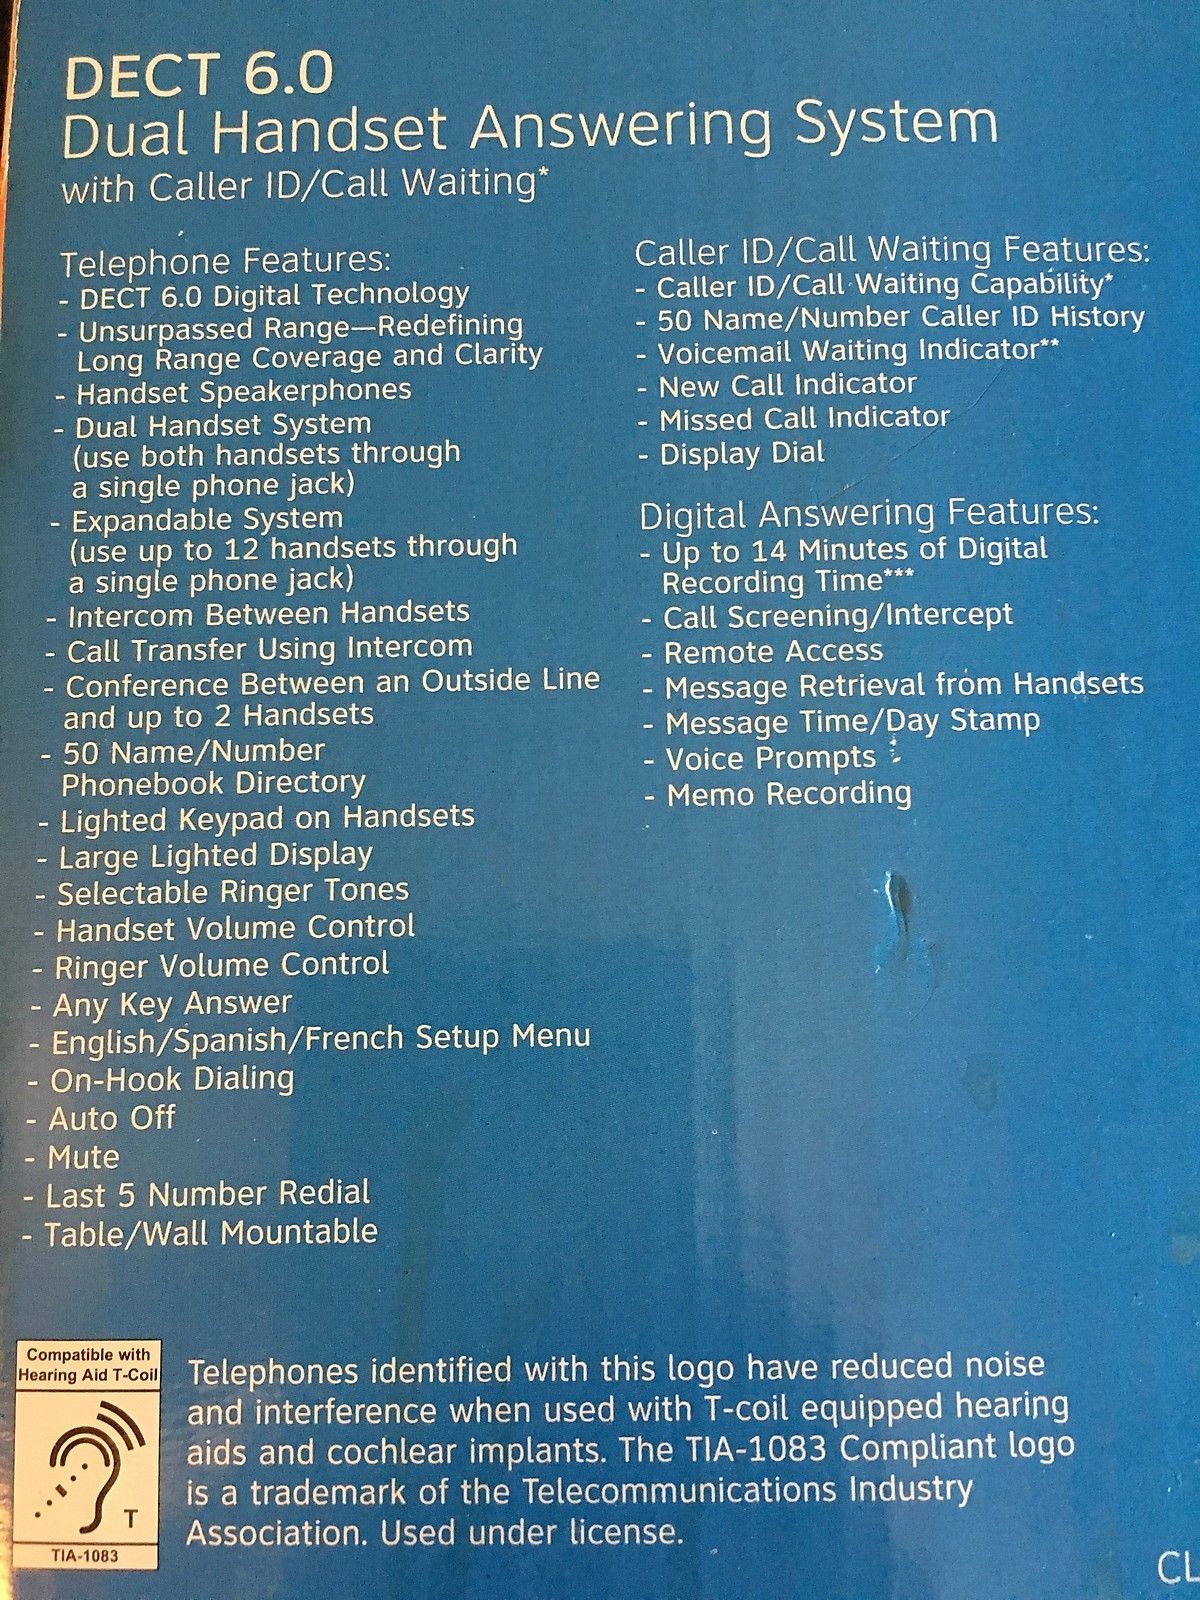 DECT 6.0
Dual Handset Answering System
with Caller ID/Call Waiting*
Telephone Features:
- DECT 6.0 Digital Technology
- Unsurpassed Range—Redefining
Long Range Coverage and Clarity
- Handset Speakerphones
- Dual Handset System
(use both handsets through
a single phone jack)
- Expandable System
(use up to 12 handsets through
a single phone jack)
- Intercom Between Handsets
- Call Transfer Using Intercom
- Conference Between an Outside Line
and up to 2 Handsets
- 50 Name/Number
Phonebook Directory
- Lighted Keypad on Handsets
- Large Lighted Display
- Selectable Ringer Tones
- Handset Volume Control
- Ringer Volume Control
- Any Key Answer
- English/Spanish/French Setup Menu
- On-Hook Dialing
- Auto Off
- Mute
- Last 5 Number Redial
- Table/Wall Mountable
Caller ID/Call Waiting Features:
- Caller ID/Call Waiting Capability*
- 50 Name/Number Caller ID History
- Voicemail Waiting Indicator**
- New Call Indicator
- Missed Call Indicator
- Display Dial
Digital Answering Features:
- Up to 14 Minutes of Digital
Recording Time***
- Call Screening/Intercept
- Remote Access
- Message Retrieval from Handsets
- Message Time/Day Stamp
- Voice Prompts
- Memo Recording
Compatible with
Hearing Aid T-Coil
T
TIA-1083
Telephones identified with this logo have reduced noise
and interference when used with T-coil equipped hearing
aids and cochlear implants. The TIA-1083 Compliant logo
is a trademark of the Telecommunications Industry
Association. Used under license.
CL